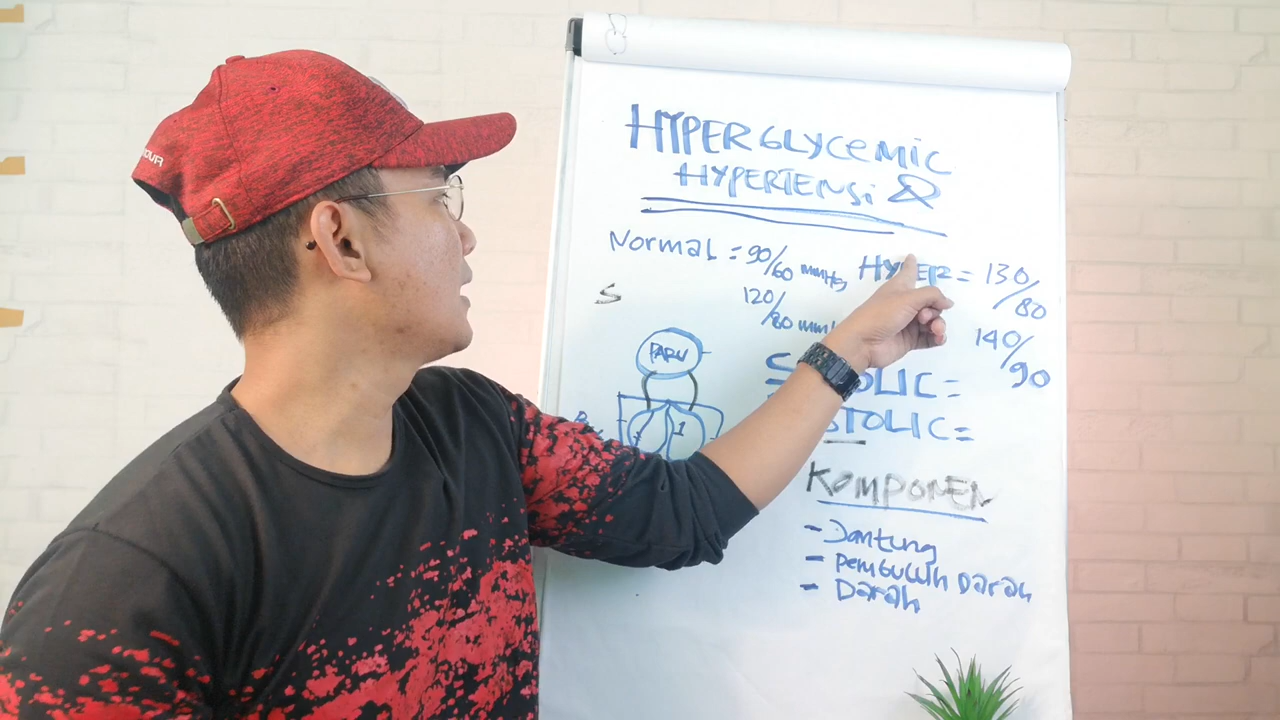 HYPERGLYCEMIC
HYPERTENSI &
Normal = 90/60 mmHg
120/80
HYPER = 130/80
140/90
S
PARU
1
KOMPONEN
- Jantung
- Pembuluh Darah
- Darah